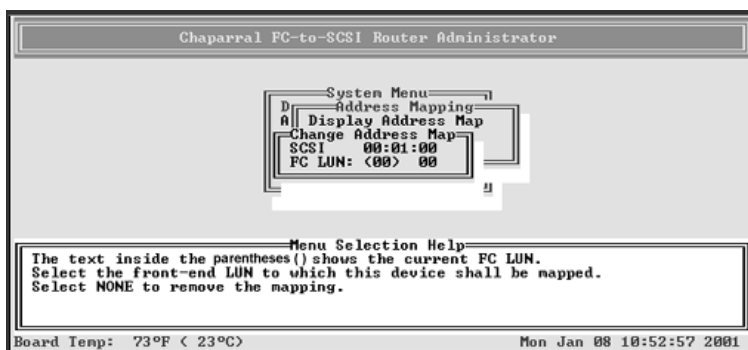 Chaparral FC-to-SCSI Router Administrator
System Menu
D
Address Mapping
A
Display Address Map
Change Address Map
SCSI 00:01:00
FC LUN: (00) 00
Menu Selection Help
The text inside the parentheses () shows the current FC LUN.
Select the front-end LUN to which this device shall be mapped.
Select NONE to remove the mapping.
Board Temp: 73ºF ( 23ºC)
Mon Jan 08 10:52:57 2001